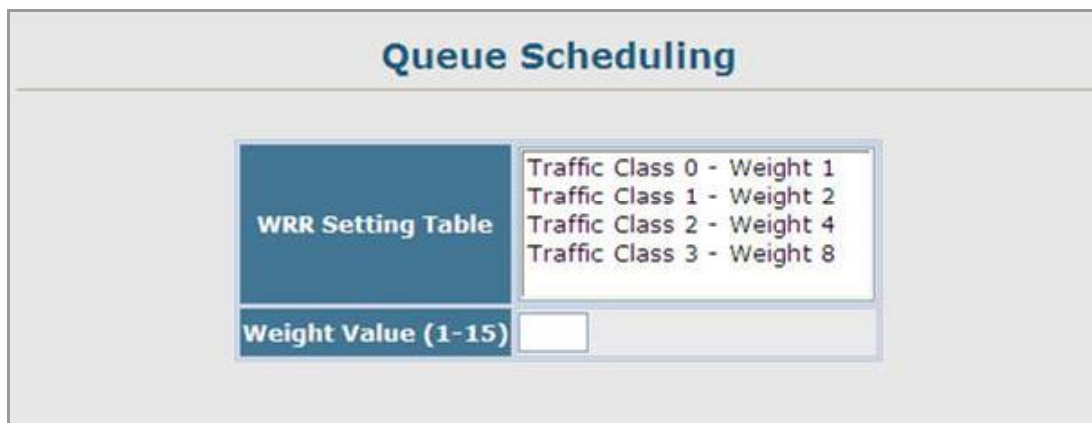 Queue Scheduling
WRR Setting Table
Traffic Class 0 - Weight 1
Traffic Class 1 - Weight 2
Traffic Class 2 - Weight 4
Traffic Class 3 - Weight 8
Weight Value (1-15)